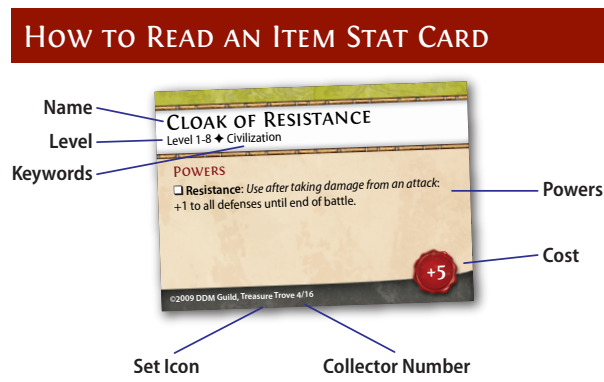 HOW TO READ AN ITEM STAT CARD
Name
CLOAK OF RESISTANCE
Level
Level 1-8 ✦ Civilization
Keywords
POWERS
❑ Resistance: Use after taking damage from an attack:
+1 to all defenses until end of battle.
Powers
Cost
+5
©2009 DDM Guild, Treasure Trove 4/16
Set Icon
Collector Number